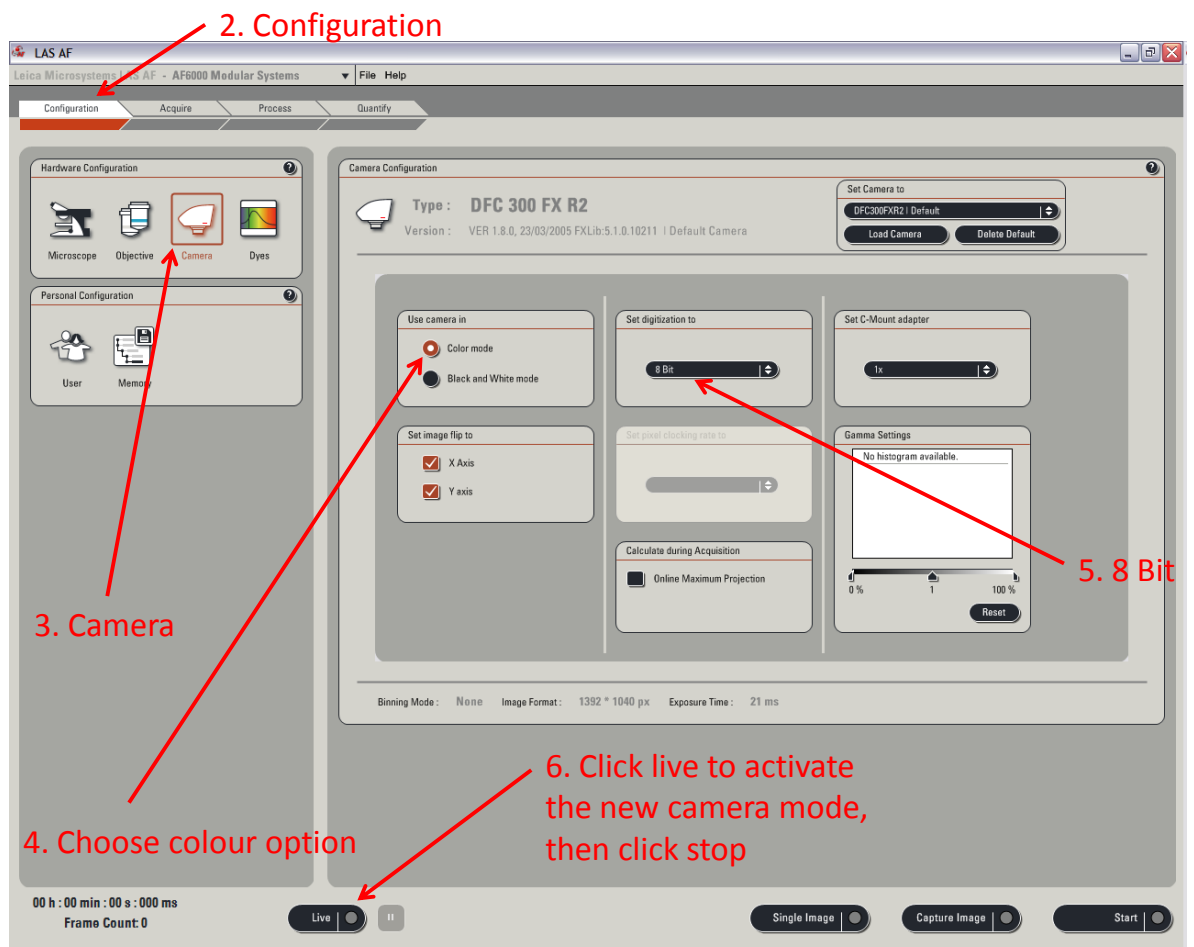 2. Configuration
LAS AF
Leica Microsystems LAS AF - AF6000 Modular Systems
File Help
Configuration Acquire Process Quantify
Hardware Configuration
Microscope Objective Camera Dyes
Personal Configuration
User Memory
3. Camera
4. Choose colour option
Camera Configuration
Type : DFC 300 FX R2
Version : VER 1.8.0, 23/03/2005 FXLib:5.1.0.10211 | Default Camera
Set Camera to
DFC300FXR2 | Default
Load Camera Delete Default
Use camera in
Color mode
Black and White mode
Set image flip to
X Axis
Y axis
Set digitization to
8 Bit
Set pixel clocking rate to
Calculate during Acquisition
Online Maximum Projection
Set C-Mount adapter
1x
Gamma Settings
No histogram available.
0 % 1 100 %
Reset
5. 8 Bit
Binning Mode : None Image Format : 1392 * 1040 px Exposure Time : 21 ms
6. Click live to activate
the new camera mode,
then click stop
00 h : 00 min : 00 s : 000 ms
Frame Count: 0
Live Single Image Capture Image Start